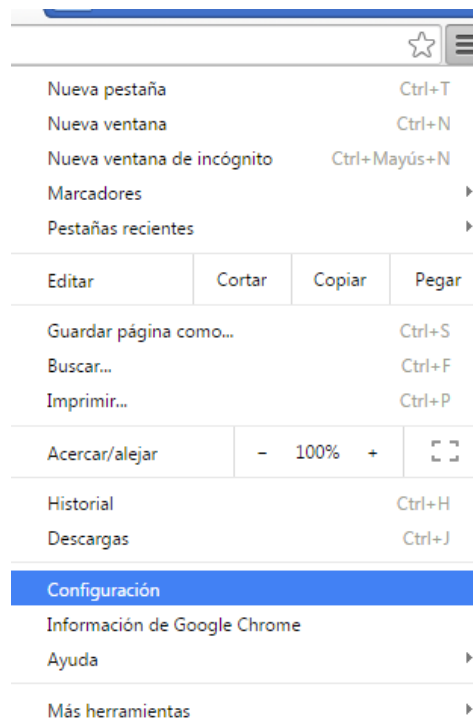 Nueva pestaña Ctrl+T
Nueva ventana Ctrl+N
Nueva ventana de incógnito Ctrl+Mayús+N
Marcadores
Pestañas recientes
Editar Cortar Copiar Pegar
Guardar página como... Ctrl+S
Buscar... Ctrl+F
Imprimir... Ctrl+P
Acercar/alejar - 100% +
Historial Ctrl+H
Descargas Ctrl+J
Configuración
Información de Google Chrome
Ayuda
Más herramientas